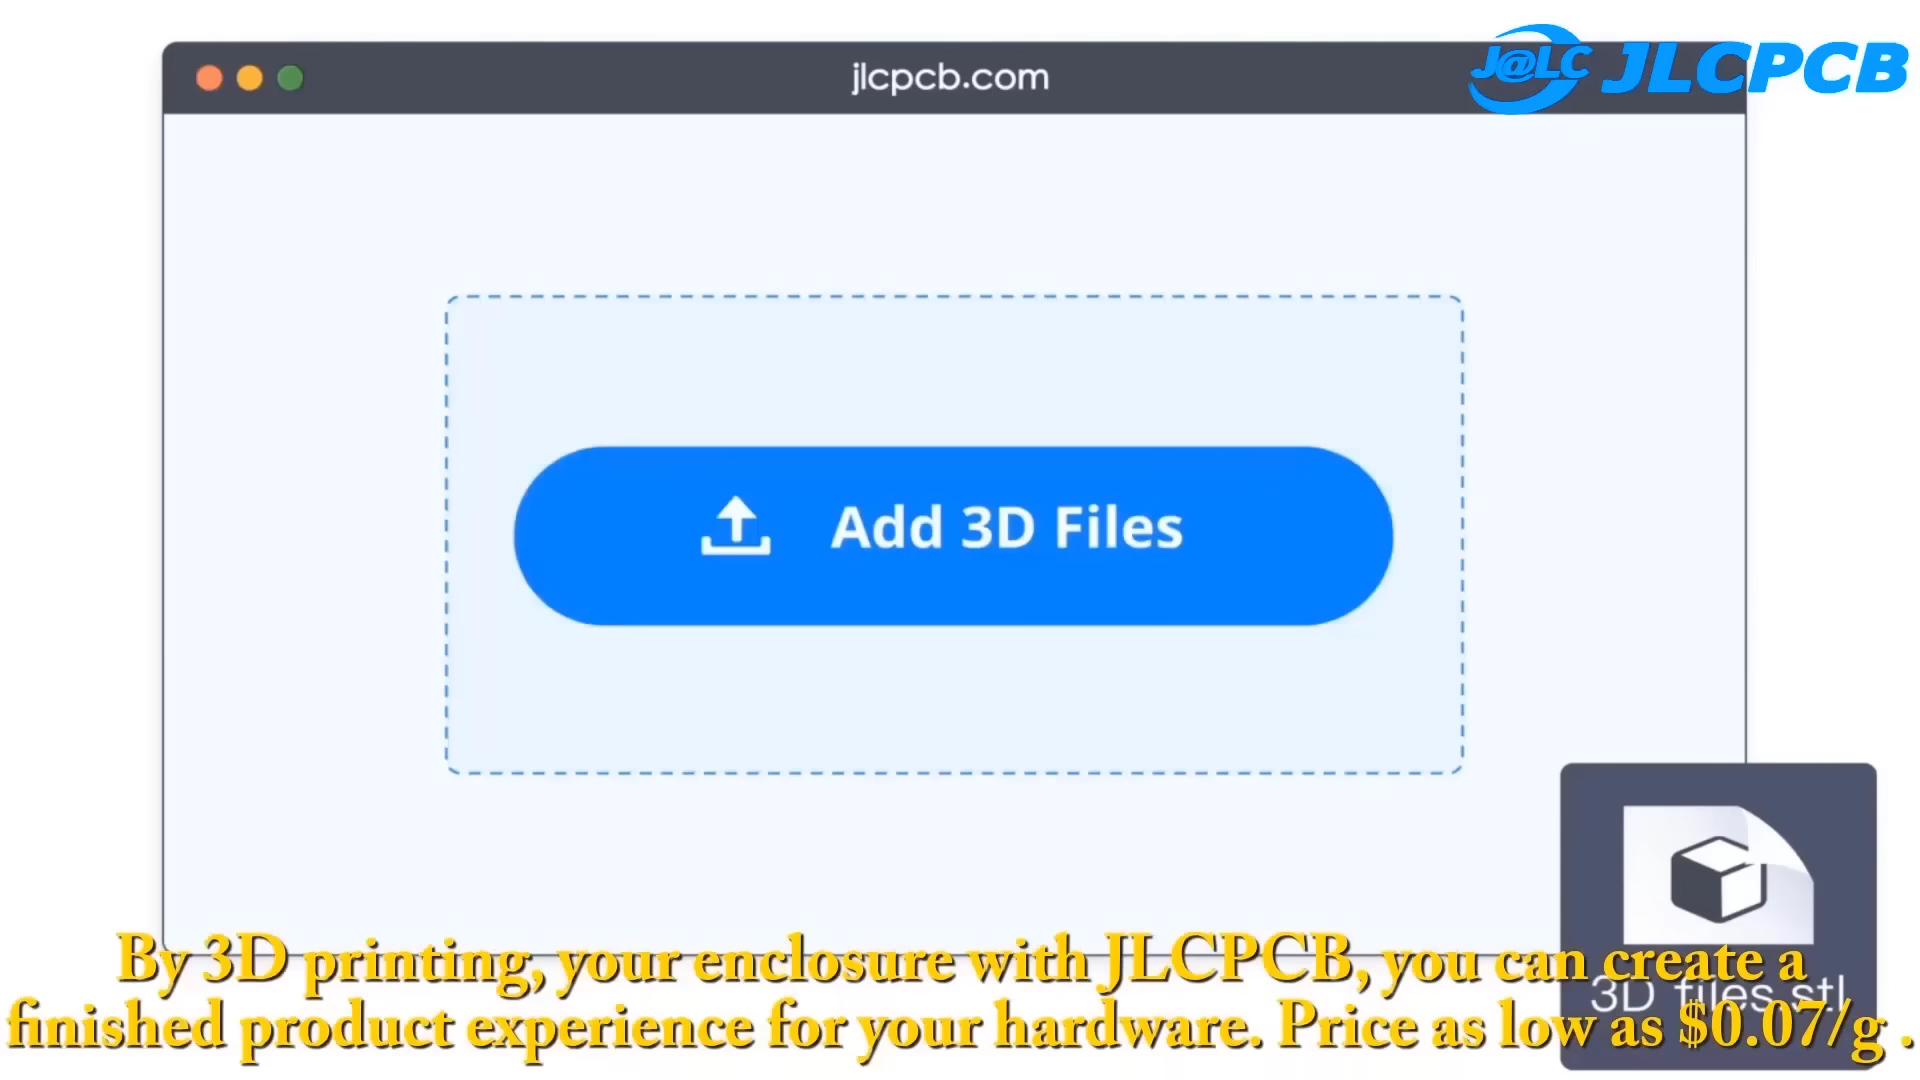 jlcpcb.com
J@LC JLCPCB
Add 3D Files
3D files.stl
By 3D printing, your enclosure with JLCPCB, you can create a
finished product experience for your hardware. Price as low as $0.07/g .